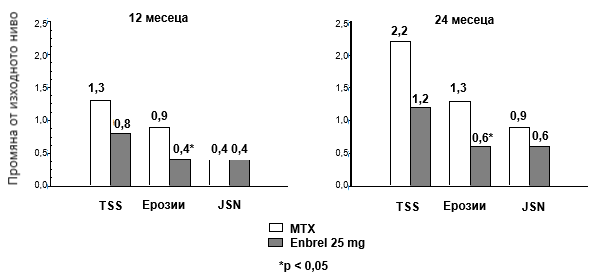 Промяна от изходното ниво
12 месеца
2,5
2,0
1,5
1,0
0,5
0,0
1,3
0,8
0,9
0,4*
0,4 0,4
TSS Ерозии JSN
24 месеца
2,5
2,0
1,5
1,0
0,5
0,0
2,2
1,2
1,3
0,6*
0,9
0,6
TSS Ерозии JSN
MTX
Enbrel 25 mg
*p < 0,05